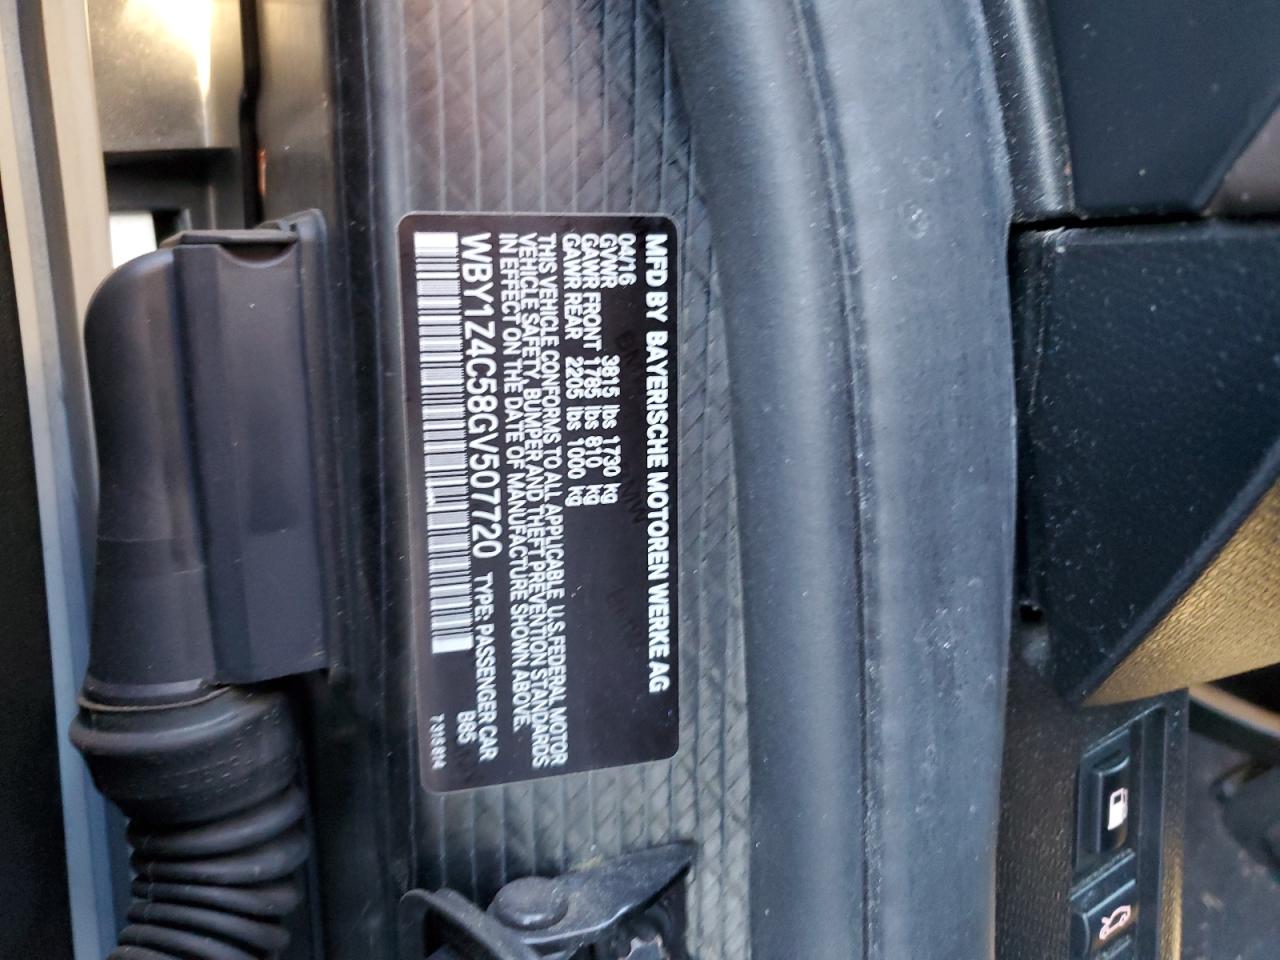 MFD BY BAYERISCHE MOTOREN WERKE AG
04/16
GVWR 3815 lbs 1730 kg
GAWR FRONT 1785 lbs 810 kg
GAWR REAR 2205 lbs 1000 kg
THIS VEHICLE CONFORMS TO ALL APPLICABLE U.S.FEDERAL MOTOR
VEHICLE SAFETY, BUMPER AND THEFT PREVENTION STANDARDS
IN EFFECT ON THE DATE OF MANUFACTURE SHOWN ABOVE.
WBY1Z4C58GV507720 TYPE: PASSENGER CAR
B85